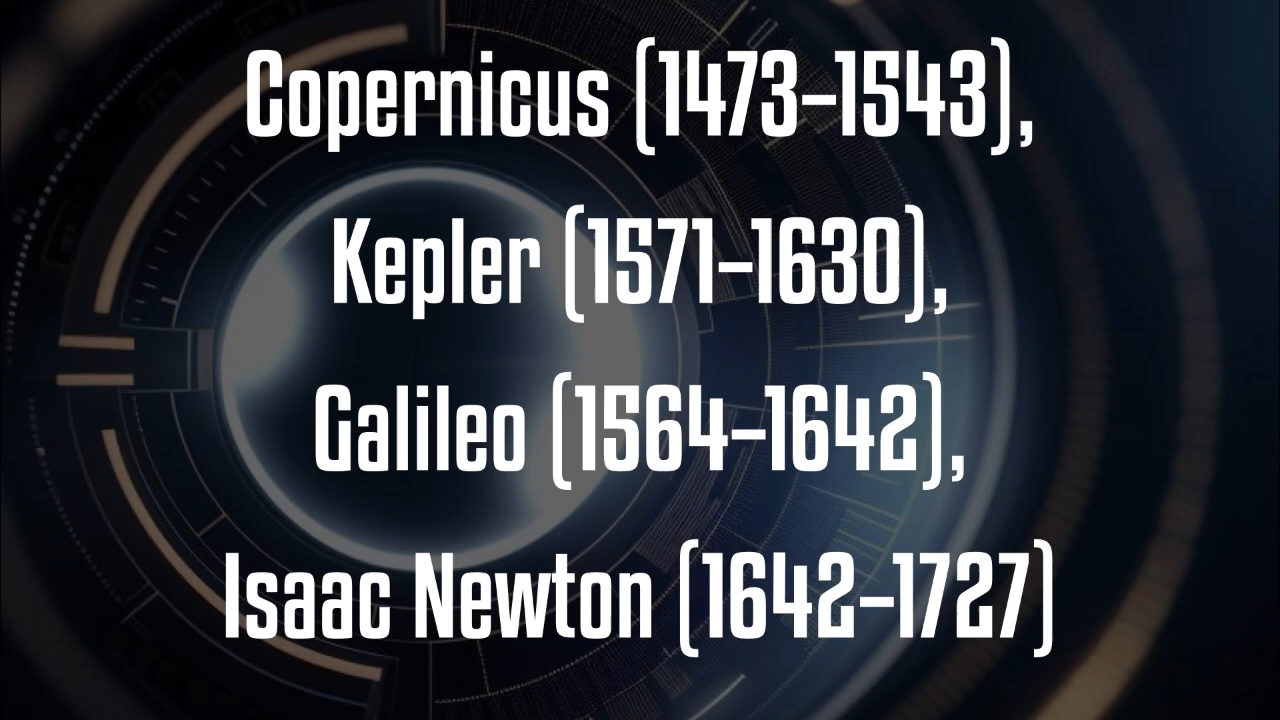 Copernicus (1473–1543),
Kepler (1571–1630),
Galileo (1564–1642),
Isaac Newton (1642–1727)